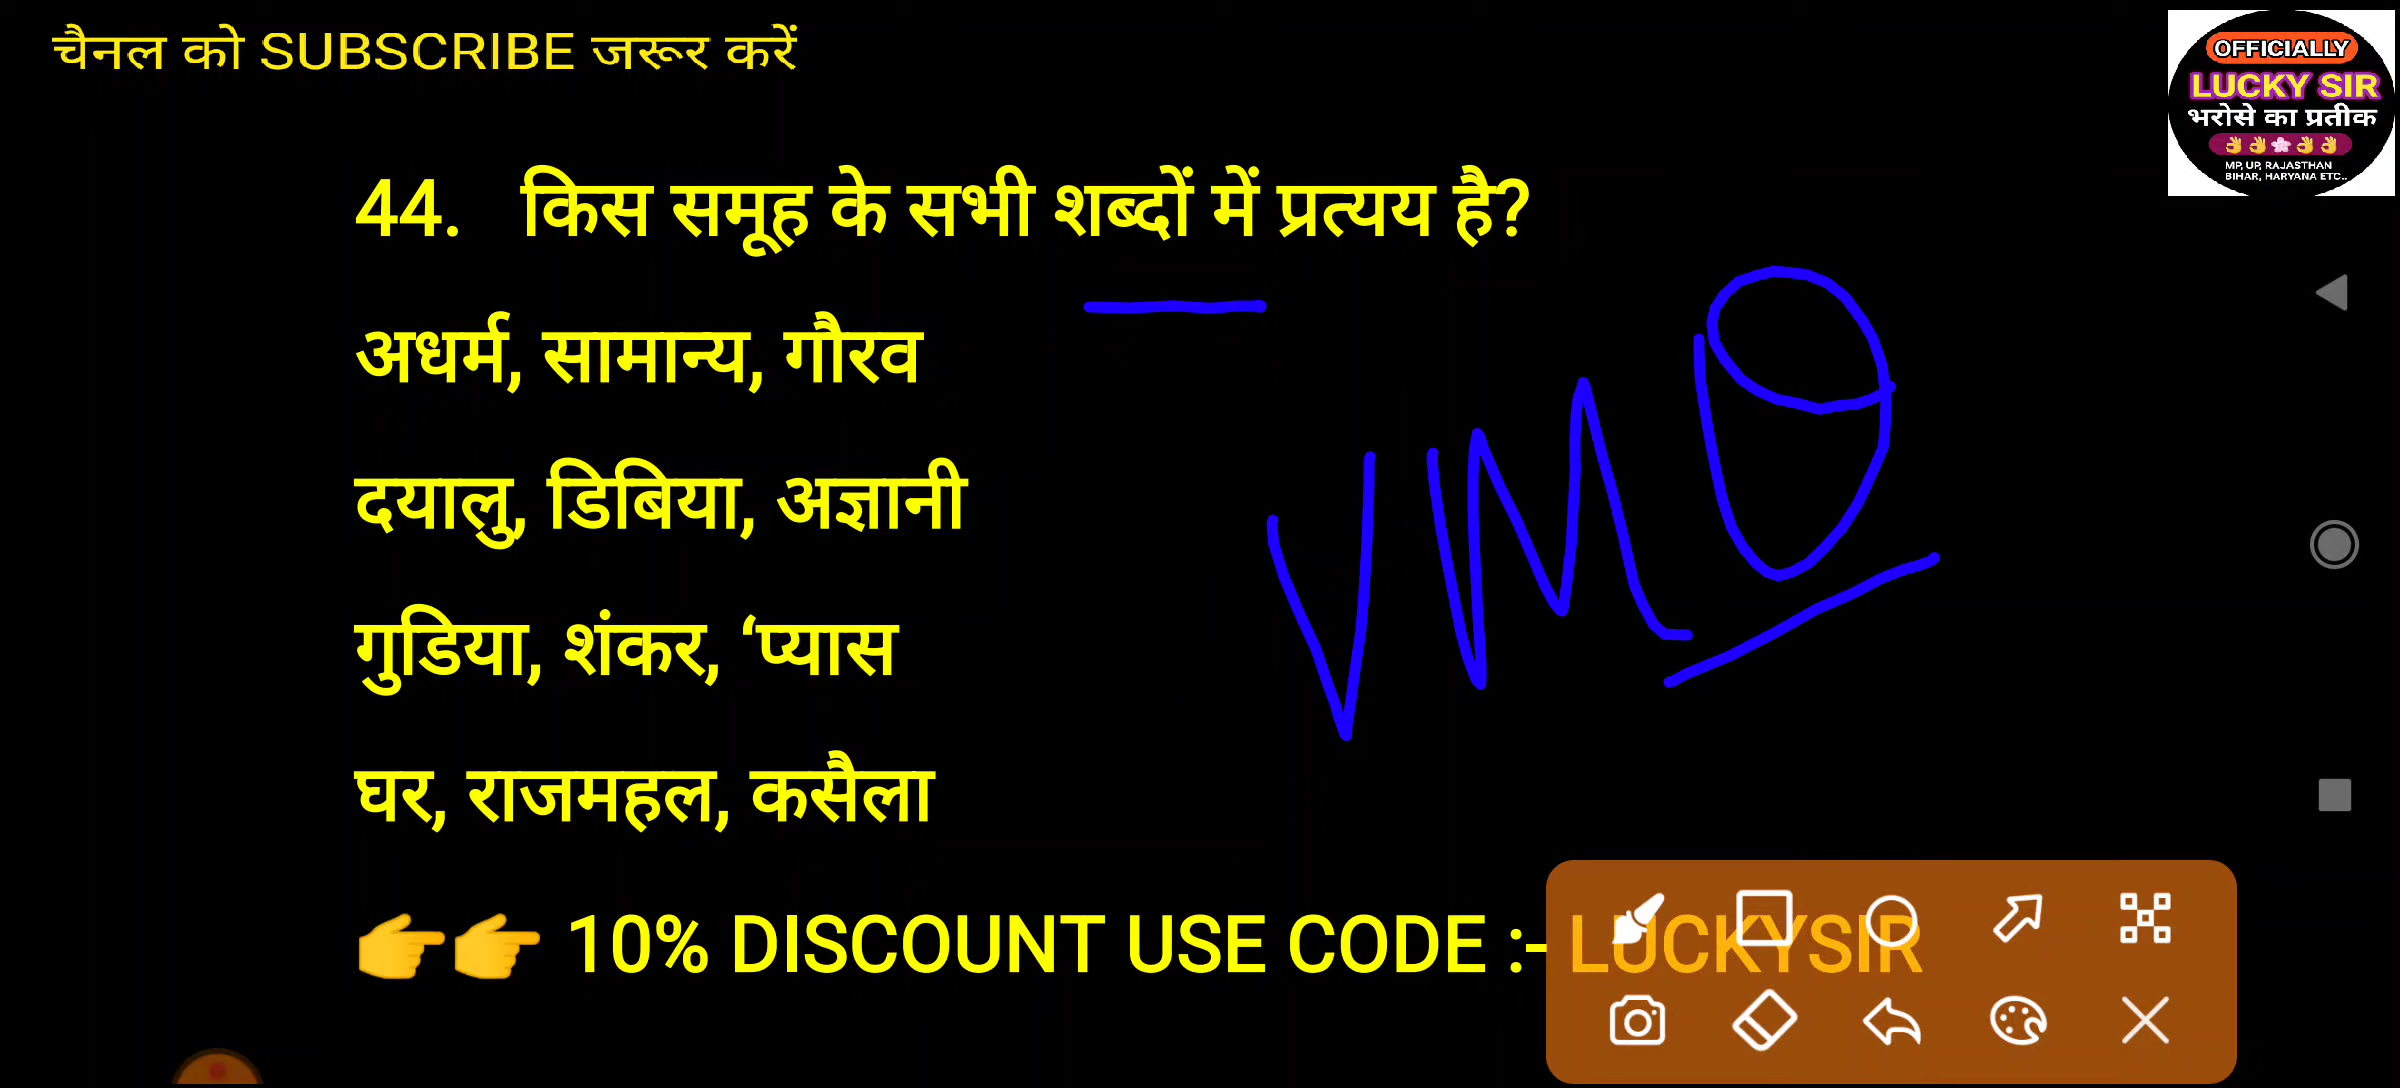 चैनल को SUBSCRIBE जरूर करें
OFFICIALLY
LUCKY SIR
भरोसे का प्रतीक
MP, UP, RAJASTHAN
BIHAR, HARYANA ETC..
44. किस समूह के सभी शब्दों में प्रत्यय है?
अधर्म, सामान्य, गौरव
दयालु, डिबिया, अज्ञानी
गुडिया, शंकर, ‘प्यास
घर, राजमहल, कसैला
👉👉 10% DISCOUNT USE CODE :- LUCKYSIR